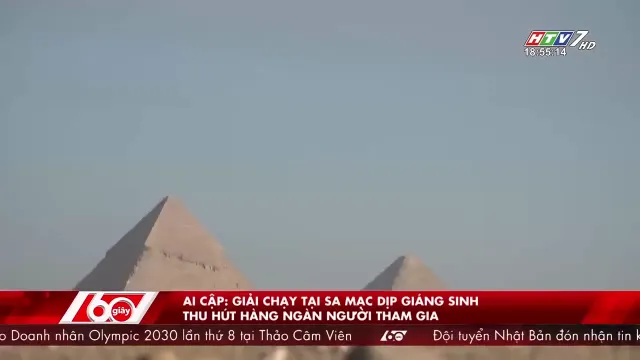 HTV7 HD
18:55:14
60 giây
AI CẬP: GIẢI CHẠY TẠI SA MẠC DỊP GIÁNG SINH
THU HÚT HÀNG NGÀN NGƯỜI THAM GIA
o Doanh nhân Olympic 2030 lần thứ 8 tại Thảo Cầm Viên 60 Đội tuyển Nhật Bản đón nhận tin k